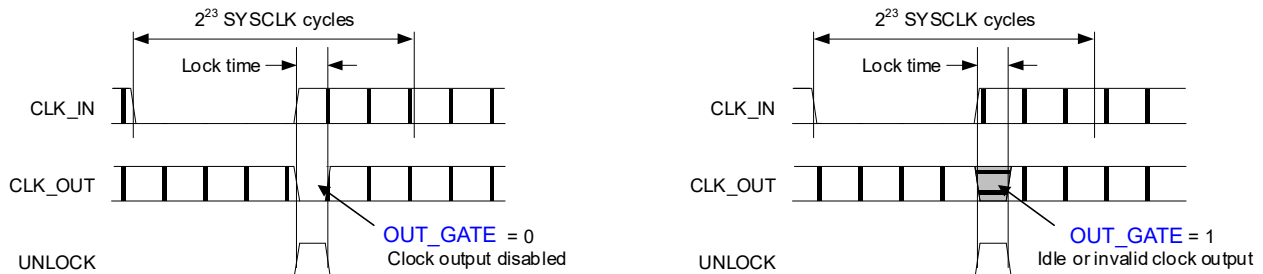 2²³ SYSCLK cycles
Lock time
CLK_IN
CLK_OUT
OUT_GATE = 0
Clock output disabled
UNLOCK
2²³ SYSCLK cycles
Lock time
CLK_IN
CLK_OUT
OUT_GATE = 1
Idle or invalid clock output
UNLOCK